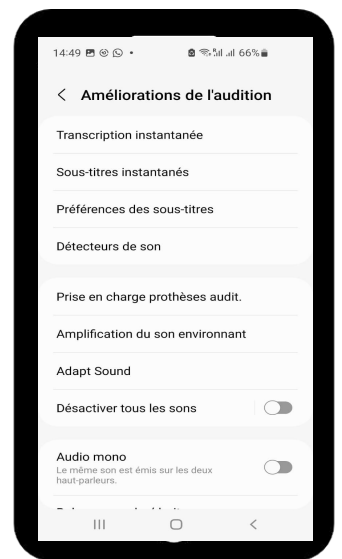 14:49
66%
Améliorations de l'audition
Transcription instantanée
Sous-titres instantanés
Préférences des sous-titres
Détecteurs de son
Prise en charge prothèses audit.
Amplification du son environnant
Adapt Sound
Désactiver tous les sons
Audio mono
Le même son est émis sur les deux
haut-parleurs.